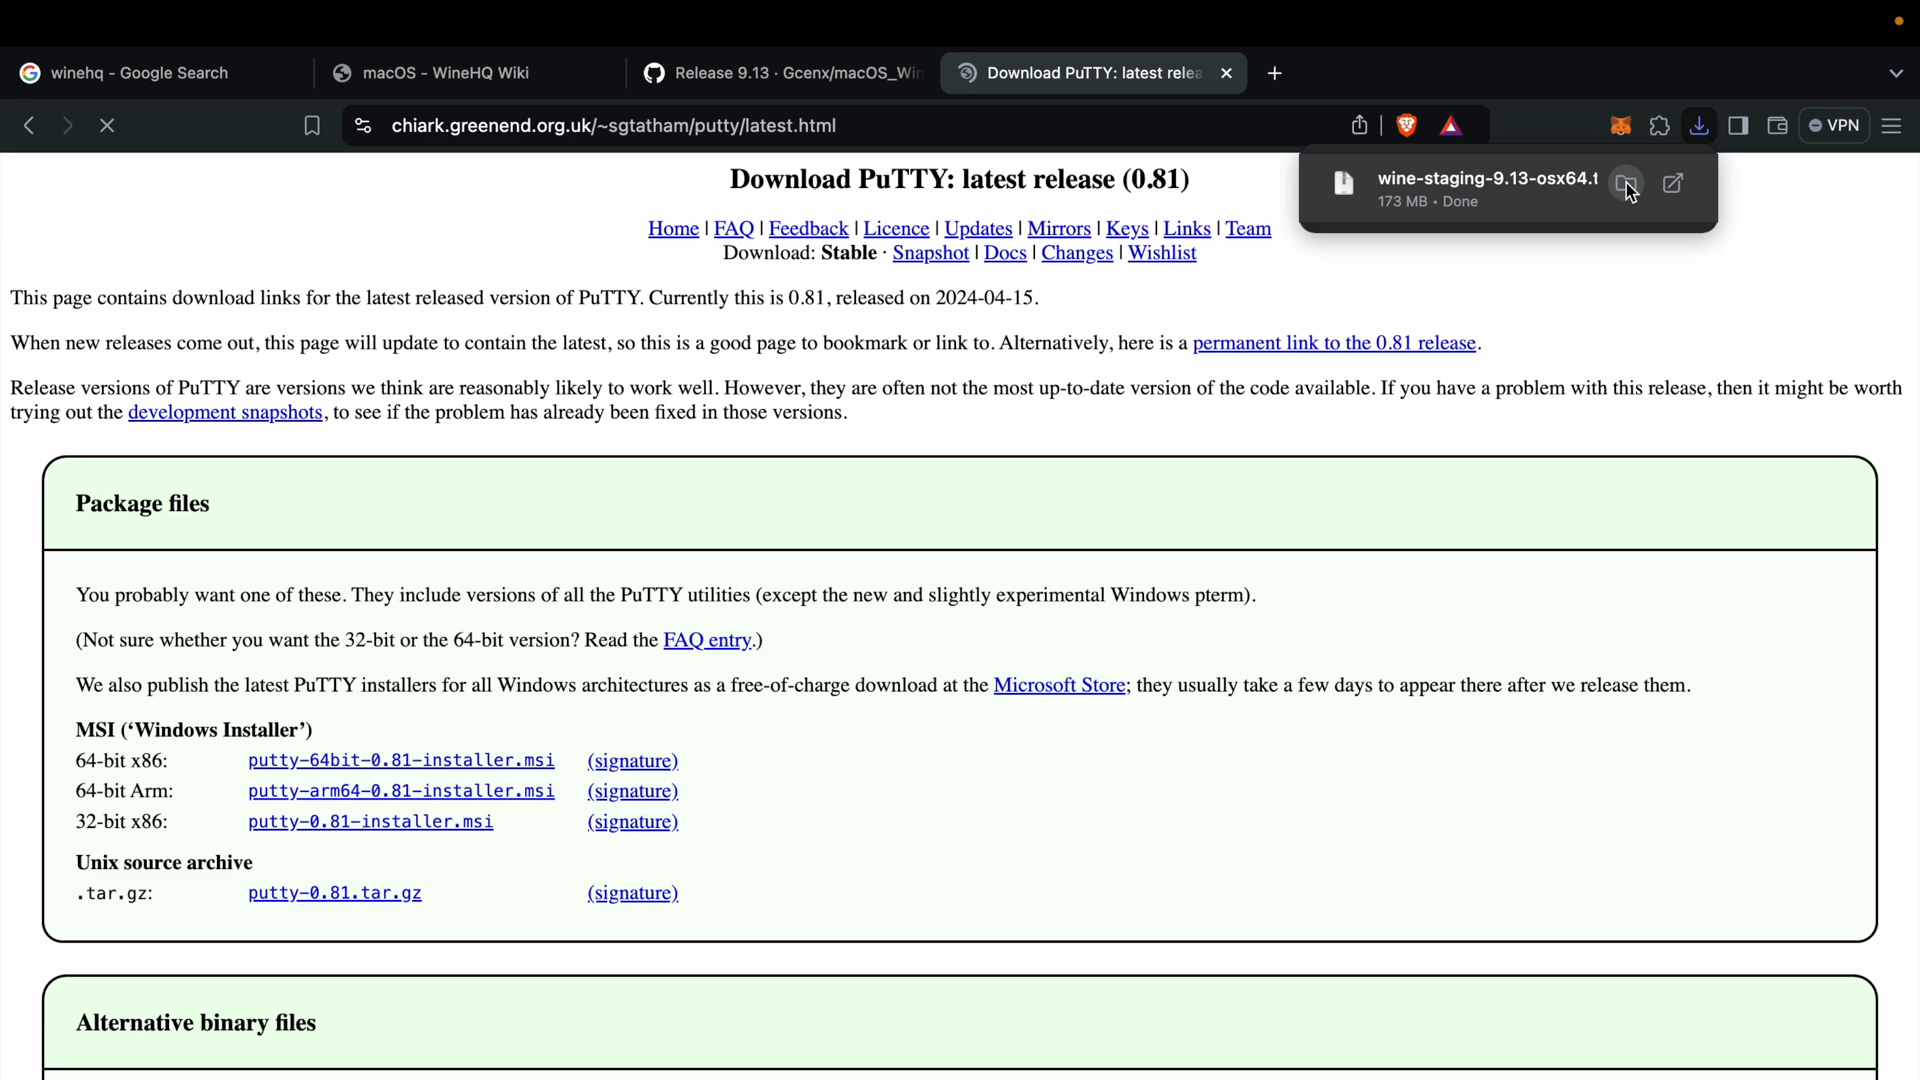 winehq - Google Search
macOS - WineHQ Wiki
Release 9.13 · Gcenx/macOS_Win
Download PuTTY: latest relea
chiark.greenend.org.uk/~sgtatham/putty/latest.html
VPN
wine-staging-9.13-osx64.t
173 MB • Done
Download PuTTY: latest release (0.81)
Home | FAQ | Feedback | Licence | Updates | Mirrors | Keys | Links | Team
Download: Stable · Snapshot | Docs | Changes | Wishlist
This page contains download links for the latest released version of PuTTY. Currently this is 0.81, released on 2024-04-15.
When new releases come out, this page will update to contain the latest, so this is a good page to bookmark or link to. Alternatively, here is a permanent link to the 0.81 release.
Release versions of PuTTY are versions we think are reasonably likely to work well. However, they are often not the most up-to-date version of the code available. If you have a problem with this release, then it might be worth
trying out the development snapshots, to see if the problem has already been fixed in those versions.
Package files
You probably want one of these. They include versions of all the PuTTY utilities (except the new and slightly experimental Windows pterm).
(Not sure whether you want the 32-bit or the 64-bit version? Read the FAQ entry.)
We also publish the latest PuTTY installers for all Windows architectures as a free-of-charge download at the Microsoft Store; they usually take a few days to appear there after we release them.
MSI (‘Windows Installer’)
64-bit x86: putty-64bit-0.81-installer.msi (signature)
64-bit Arm: putty-arm64-0.81-installer.msi (signature)
32-bit x86: putty-0.81-installer.msi (signature)
Unix source archive
.tar.gz: putty-0.81.tar.gz (signature)
Alternative binary files